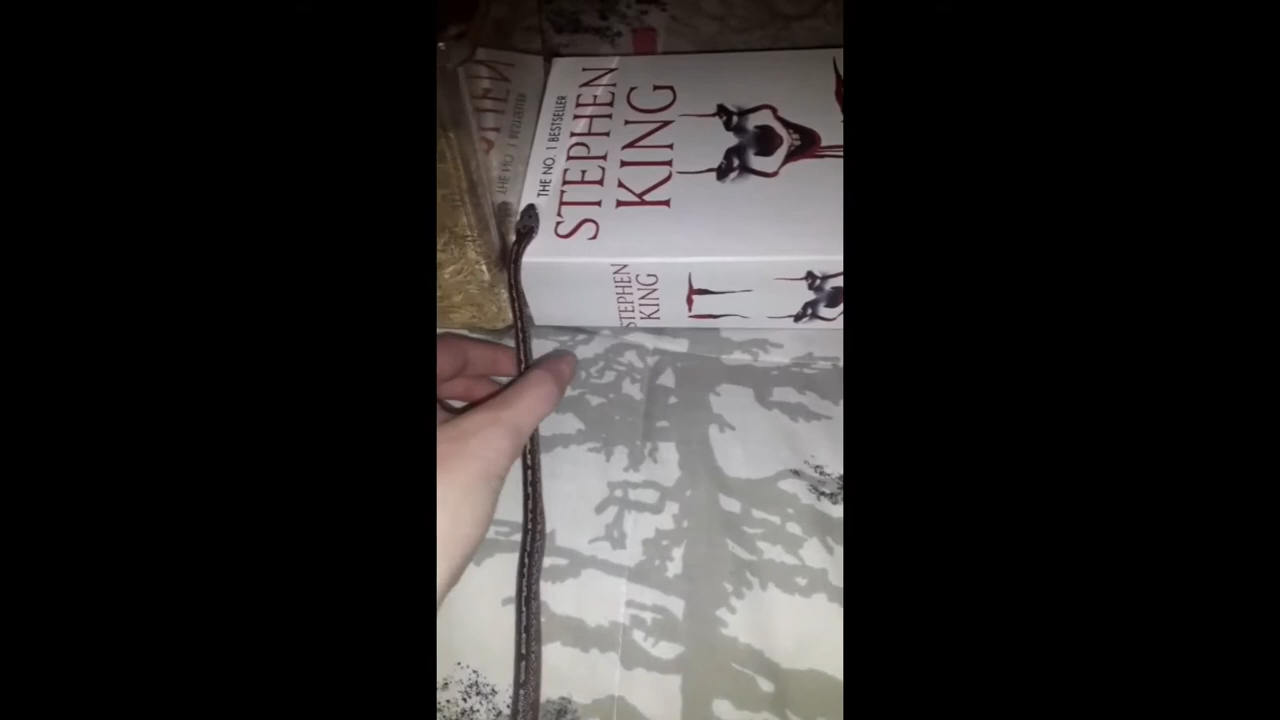 THE NO. 1 BESTSELLER
STEPHEN
KING
STEPHEN
KING
IT